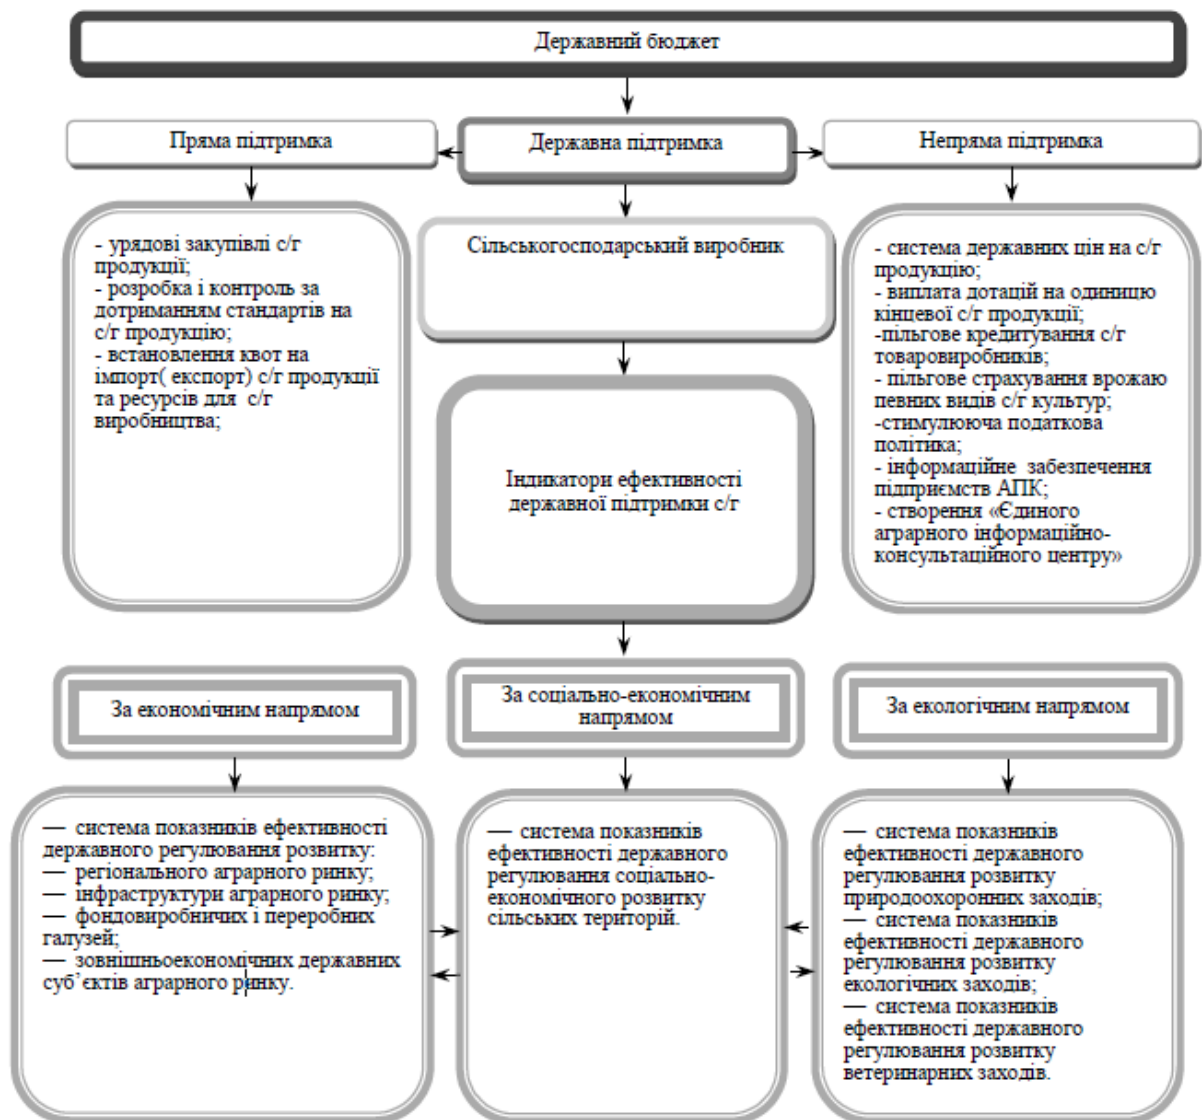 Державний бюджет
Пряма підтримка
Державна підтримка
Непряма підтримка
- урядові закупівлі с/г
продукції;
- розробка і контроль за
дотриманням стандартів на
с/г продукцію;
- встановлення квот на
імпорт( експорт) с/г продукції
та ресурсів для с/г
виробництва;
Сільськогосподарський виробник
Індикатори ефективності
державної підтримки с/г
- система державних цін на с/г
продукцію;
- виплата дотацій на одиницю
кінцевої с/г продукції;
-пільгове кредитування с/г
товаровиробників;
- пільгове страхування врожаю
певних видів с/г культур;
-стимулююча податкова
політика;
- інформаційне забезпечення
підприємств АПК;
- створення «Єдиного
аграрного інформаційно-
консультаційного центру»
За економічним напрямом
За соціально-економічним
напрямом
За екологічним напрямом
— система показників ефективності
державного регулювання розвитку:
— регіонального аграрного ринку;
— інфраструктури аграрного ринку;
— фондовиробничих і переробних
галузей;
— зовнішньоекономічних державних
суб’єктів аграрного ринку.
— система показників
ефективності державного
регулювання соціально-
економічного розвитку
сільських територій.
— система показників
ефективності державного
регулювання розвитку
природоохоронних заходів;
— система показників
ефективності державного
регулювання розвитку
екологічних заходів;
— система показників
ефективності державного
регулювання розвитку
ветеринарних заходів.